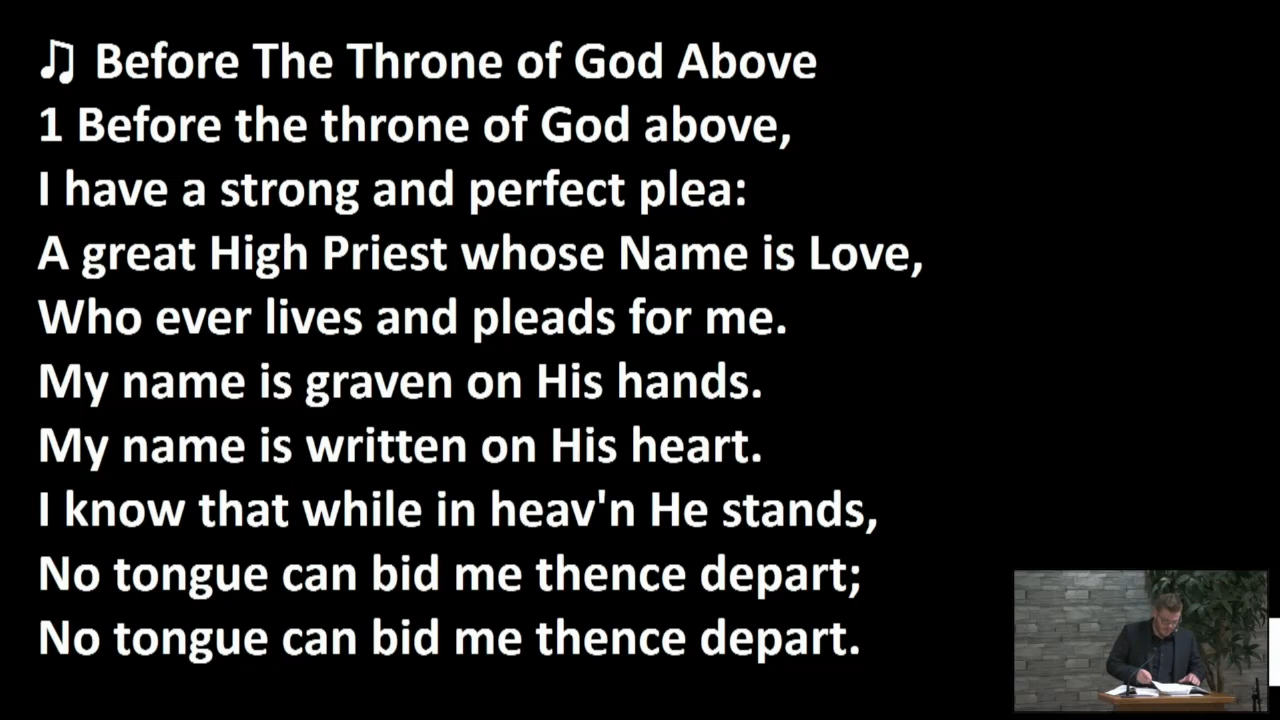 ♫ Before The Throne of God Above
1 Before the throne of God above,
I have a strong and perfect plea:
A great High Priest whose Name is Love,
Who ever lives and pleads for me.
My name is graven on His hands.
My name is written on His heart.
I know that while in heav'n He stands,
No tongue can bid me thence depart;
No tongue can bid me thence depart.